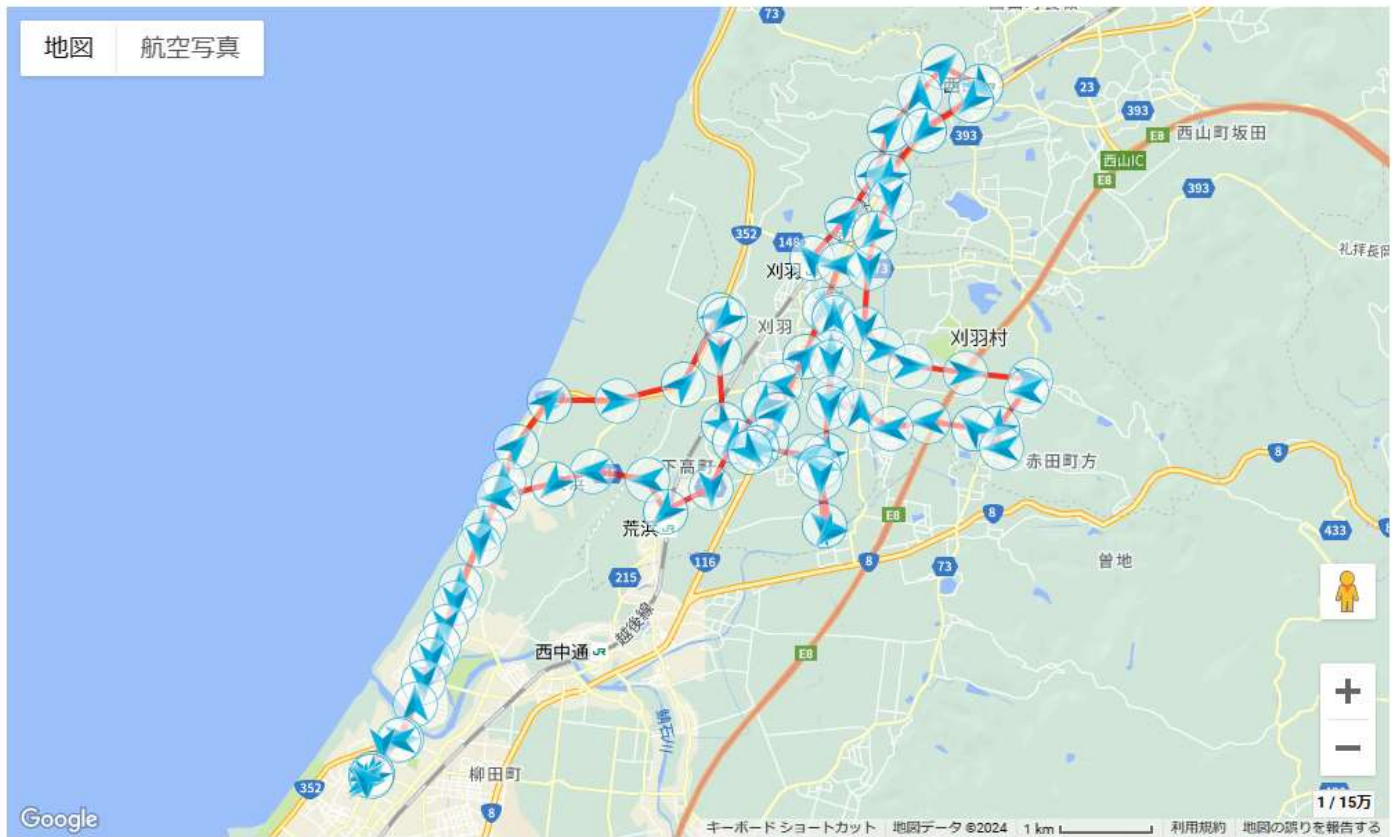 地図
航空写真
73
23
393
西山町坂田
E8
393
西山IC
E8
393
352
148
礼拝長岡
刈羽
刈羽
刈羽村
8
下高町
赤田町方
荒浜
E8
8
433
116
8
73
曽地
215
越後線
西中通
E8
鯖石川
柳田町
352
8
1 / 15万
Google
キーボード ショートカット
地図データ ©2024
1 km
利用規約
地図の誤りを報告する